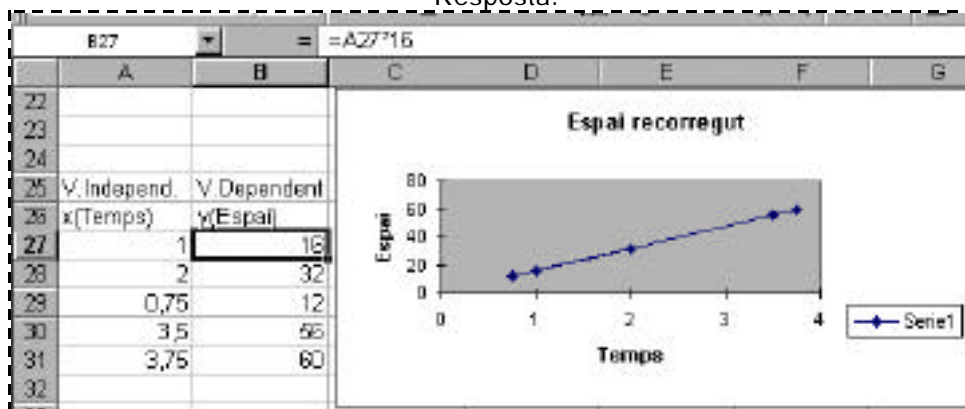 Resposta:
B27 = =A27*16
A B C D E F G
22
23
24
25 V.Independ. V.Dependent
26 x(Temps) y(Espai)
27 1 16
28 2 32
29 0,75 12
30 3,5 56
31 3,75 60
32
Espai recorregut
80
60
40
20
0
Espai
0 1 2 3 4
Temps
Serie1